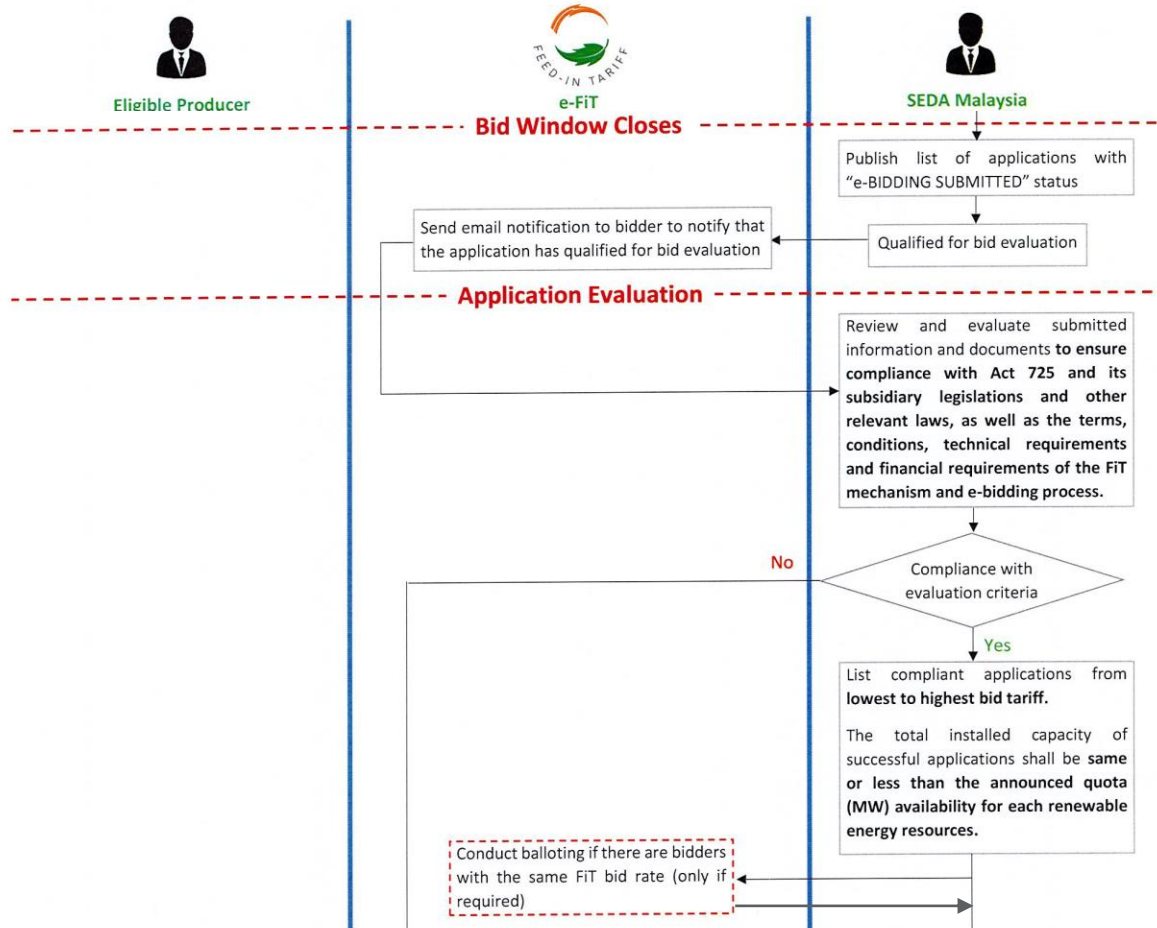 FEED-IN TARIFF
Eligible Producer
e-FiT
SEDA Malaysia
Bid Window Closes
Publish list of applications with
“e-BIDDING SUBMITTED” status
Send email notification to bidder to notify that
the application has qualified for bid evaluation
Qualified for bid evaluation
Application Evaluation
Review and evaluate submitted
information and documents to ensure
compliance with Act 725 and its
subsidiary legislations and other
relevant laws, as well as the terms,
conditions, technical requirements
and financial requirements of the FiT
mechanism and e-bidding process.
No
Compliance with
evaluation criteria
Yes
List compliant applications from
lowest to highest bid tariff.
The total installed capacity of
successful applications shall be same
or less than the announced quota
(MW) availability for each renewable
energy resources.
Conduct balloting if there are bidders
with the same FiT bid rate (only if
required)